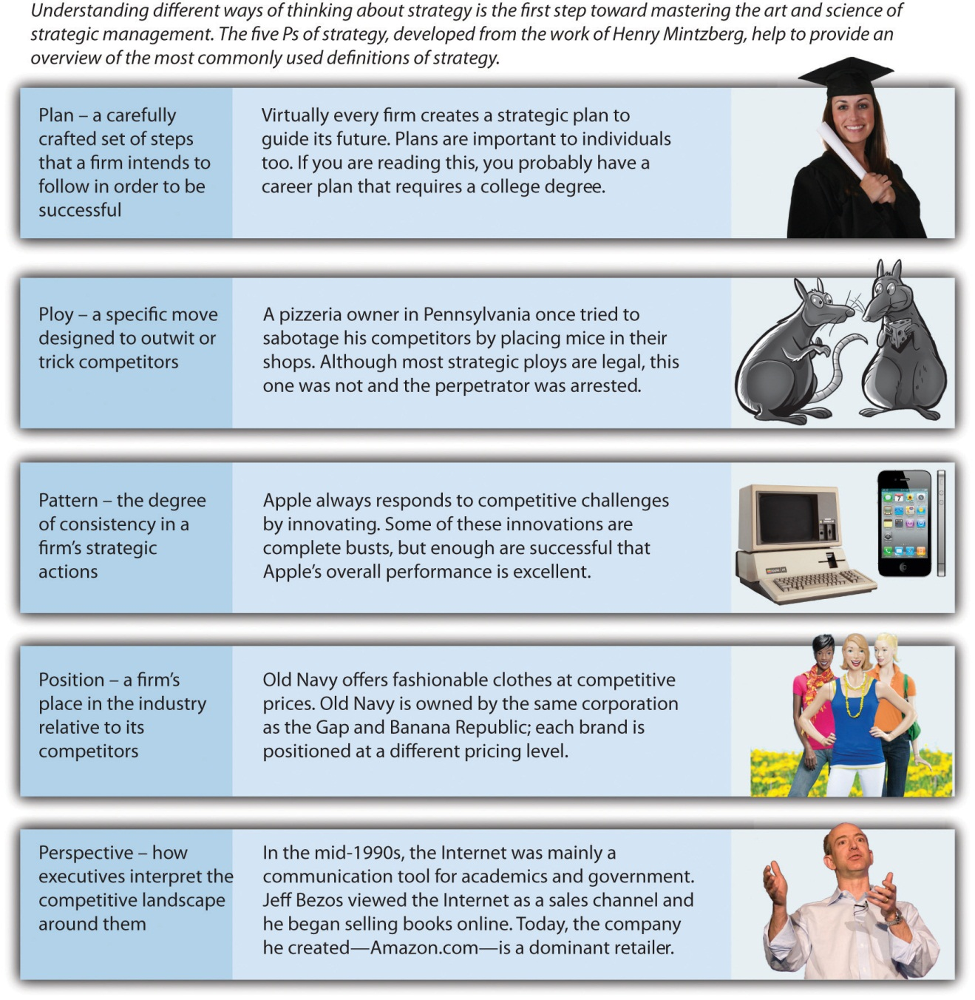 Understanding different ways of thinking about strategy is the first step toward mastering the art and science of
strategic management. The five Ps of strategy, developed from the work of Henry Mintzberg, help to provide an
overview of the most commonly used definitions of strategy.
Plan – a carefully
crafted set of steps
that a firm intends to
follow in order to be
successful
Virtually every firm creates a strategic plan to
guide its future. Plans are important to individuals
too. If you are reading this, you probably have a
career plan that requires a college degree.
Ploy – a specific move
designed to outwit or
trick competitors
A pizzeria owner in Pennsylvania once tried to
sabotage his competitors by placing mice in their
shops. Although most strategic ploys are legal, this
one was not and the perpetrator was arrested.
Pattern – the degree
of consistency in a
firm’s strategic
actions
Apple always responds to competitive challenges
by innovating. Some of these innovations are
complete busts, but enough are successful that
Apple’s overall performance is excellent.
Position – a firm’s
place in the industry
relative to its
competitors
Old Navy offers fashionable clothes at competitive
prices. Old Navy is owned by the same corporation
as the Gap and Banana Republic; each brand is
positioned at a different pricing level.
Perspective – how
executives interpret the
competitive landscape
around them
In the mid-1990s, the Internet was mainly a
communication tool for academics and government.
Jeff Bezos viewed the Internet as a sales channel and
he began selling books online. Today, the company
he created—Amazon.com—is a dominant retailer.